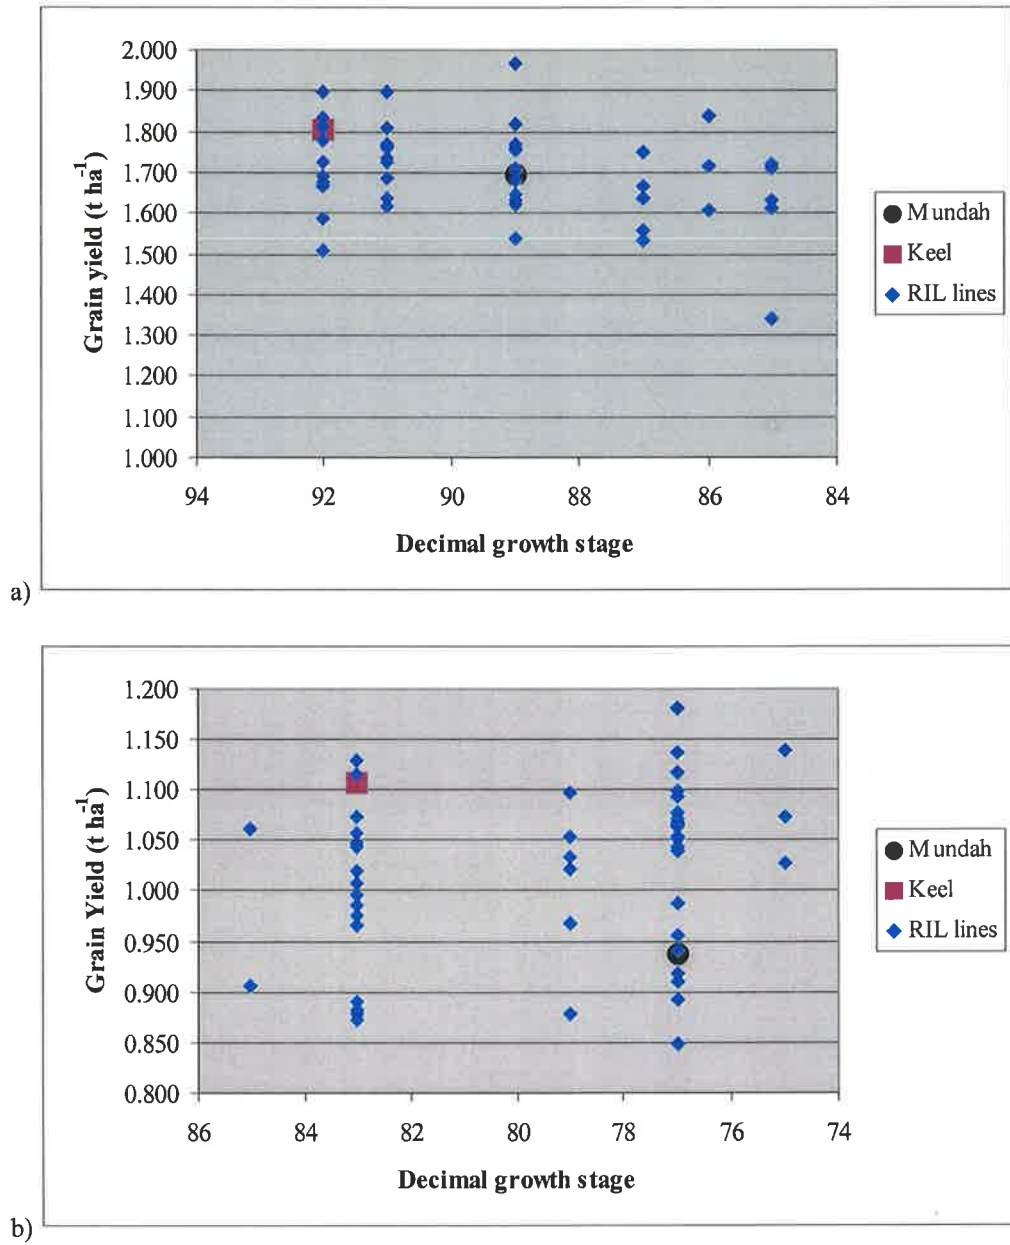 2.000
1.900
1.800
1.700
1.600
1.500
1.400
1.300
1.200
1.100
1.000
Grain yield (t ha⁻¹)
94 92 90 88 86 84
Decimal growth stage
Mundah
Keel
RIL lines
a)
1.200
1.150
1.100
1.050
1.000
0.950
0.900
0.850
0.800
Grain Yield (t ha⁻¹)
86 84 82 80 78 76 74
Decimal growth stage
Mundah
Keel
RIL lines
b)